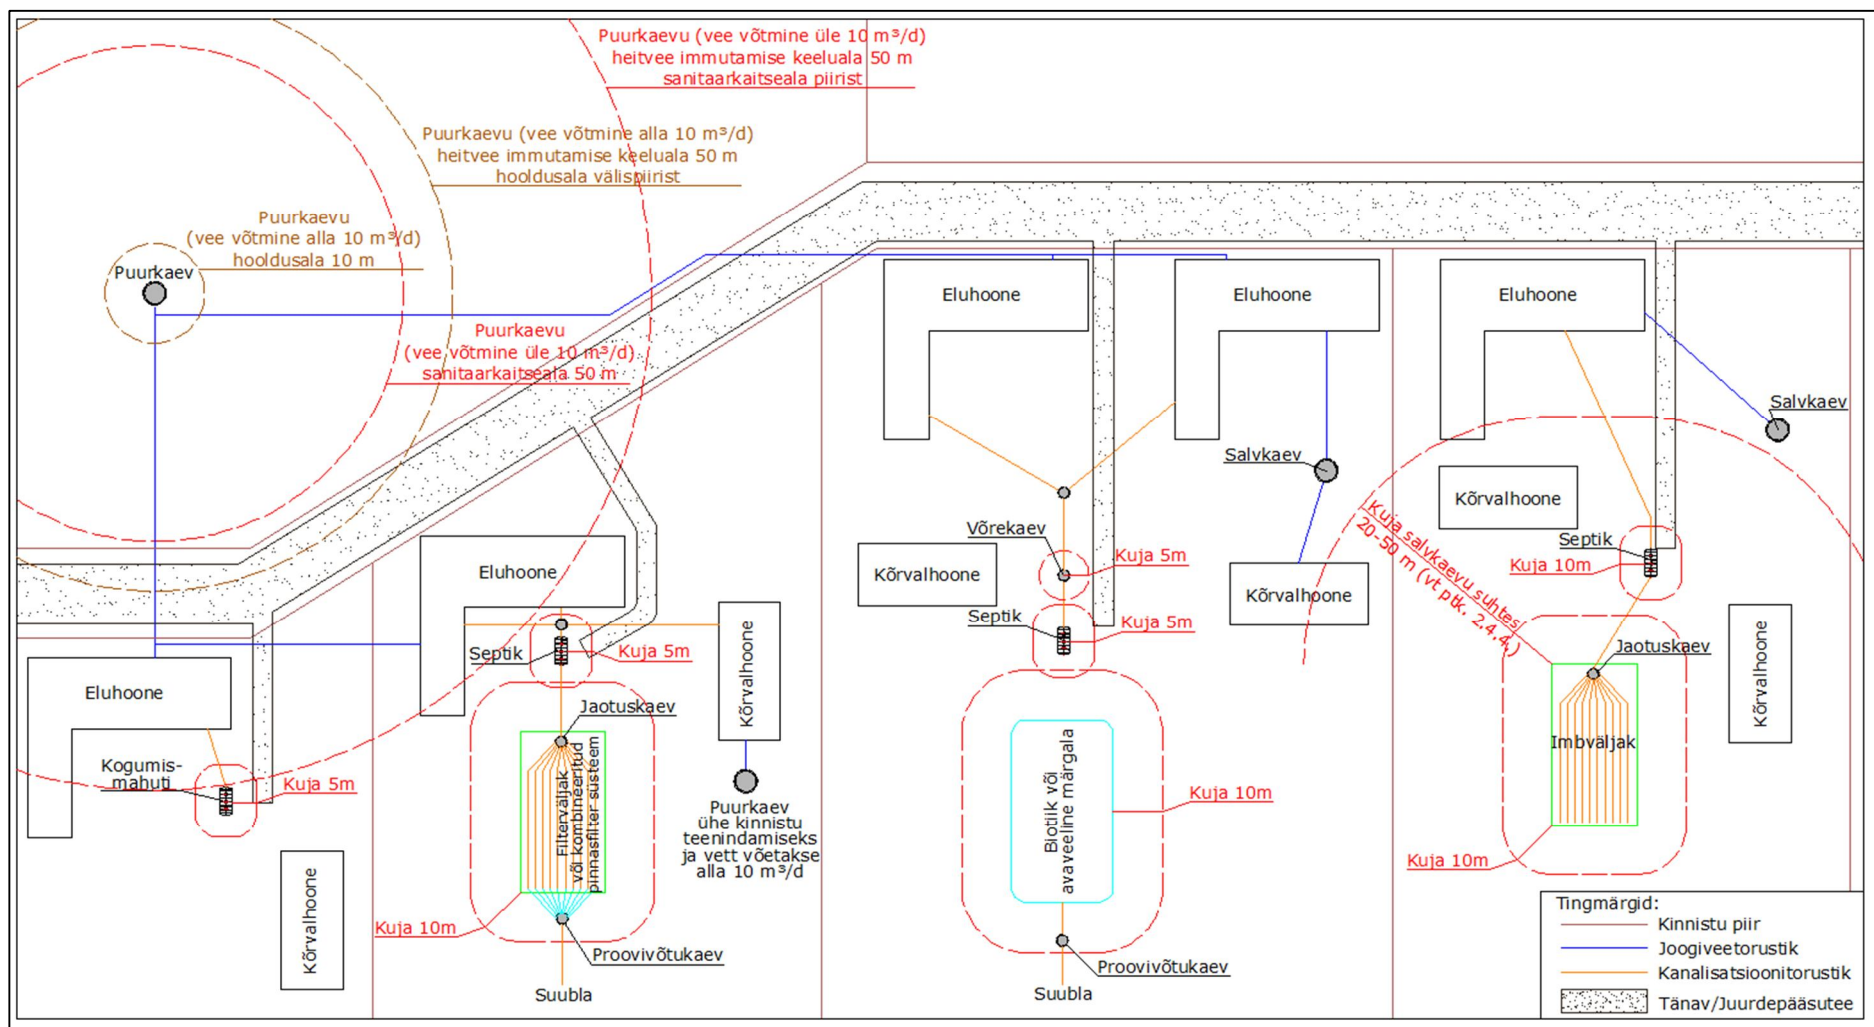 Puurkaevu (vee võtmine üle 10 m³/d)
heitvee immutamise keeluala 50 m
sanitaarkaitseala piirist
Puurkaevu (vee võtmine alla 10 m³/d)
heitvee immutamise keeluala 50 m
hooldusala välispiirist
Puurkaevu
(vee võtmine alla 10 m³/d)
hooldusala 10 m
Puurkaev
Puurkaevu
(vee võtmine üle 10 m³/d)
sanitaarkaitseala 50 m
Eluhoone
Eluhoone
Eluhoone
Salvkaev
Salvkaev
Kõrvalhoone
Kuja salvkaevu suhtes
20-50 m (vt ptk. 2.4.4.)
Võrekaev
Kuja 5m
Septik
Kuja 10m
Eluhoone
Kõrvalhoone
Kõrvalhoone
Septik
Kuja 5m
Septik
Kuja 5m
Kõrvalhoone
Jaotuskaev
Kõrvalhoone
Eluhoone
Jaotuskaev
Imbväljak
Kogumis-
mahuti
Kuja 5m
Filterväljak
või kombineeritud
pinnasfilter süsteem
Puurkaev
ühe kinnistu
teenindamiseks
ja vett võetakse
alla 10 m³/d
Biotiik või
avaveeline märgala
Kuja 10m
Kuja 10m
Kõrvalhoone
Kuja 10m
Proovivõtukaev
Suubla
Proovivõtukaev
Suubla
Tingmärgid:
Kinnistu piir
Joogiveetorustik
Kanalisatsioonitorustik
Tänav/Juurdepääsutee